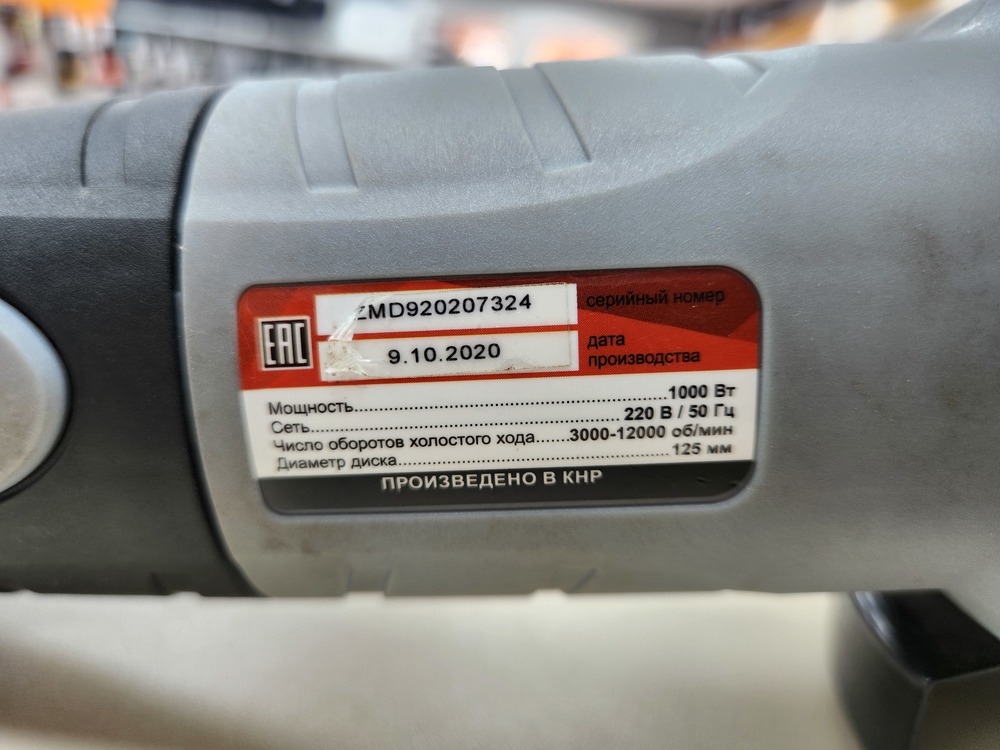 EAC
ZMD920207324 серийный номер
9.10.2020 дата производства
Мощность....................................................1000 Вт
Сеть....................................................220 В / 50 Гц
Число оборотов холостого хода......3000-12000 об/мин
Диаметр диска.............................................125 мм
ПРОИЗВЕДЕНО В КНР